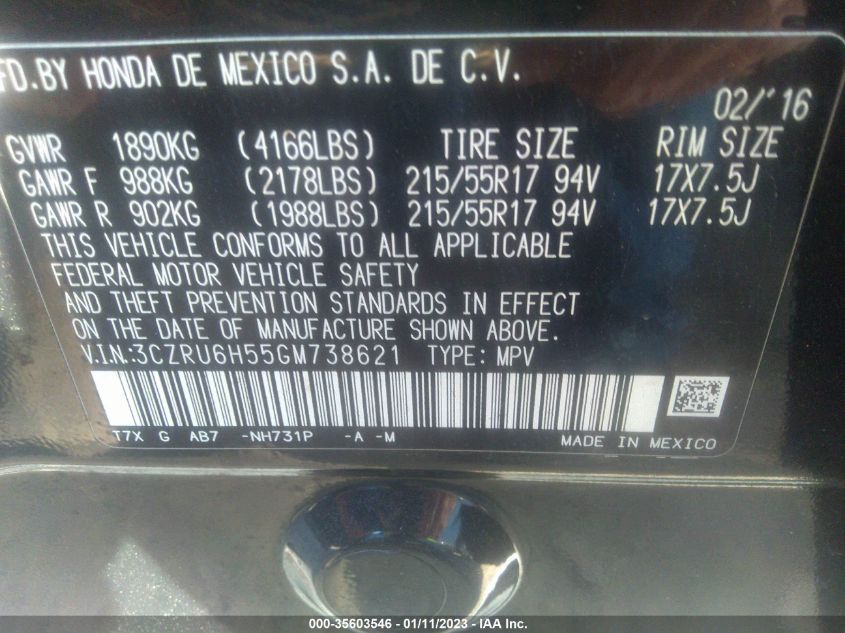 FD.BY HONDA DE MEXICO S.A. DE C.V.
02/'16
GVWR 1890KG (4166LBS) TIRE SIZE RIM SIZE
GAWR F 988KG (2178LBS) 215/55R17 94V 17X7.5J
GAWR R 902KG (1988LBS) 215/55R17 94V 17X7.5J
THIS VEHICLE CONFORMS TO ALL APPLICABLE
FEDERAL MOTOR VEHICLE SAFETY
AND THEFT PREVENTION STANDARDS IN EFFECT
ON THE DATE OF MANUFACTURE SHOWN ABOVE.
V.I.N:3CZRU6H55GM738621 TYPE: MPV
T7X G AB7 -NH731P -A -M
MADE IN MEXICO
000-35603546 - 01/11/2023 - IAA Inc.